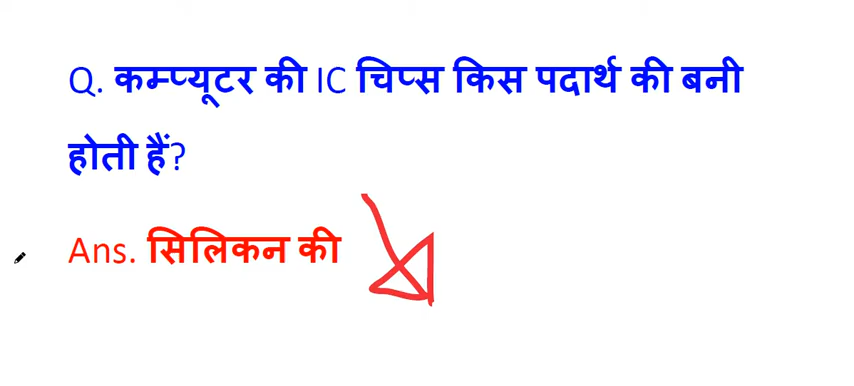 Q. कम्प्यूटर की IC चिप्स किस पदार्थ की बनी
होती हैं?
Ans. सिलिकन की